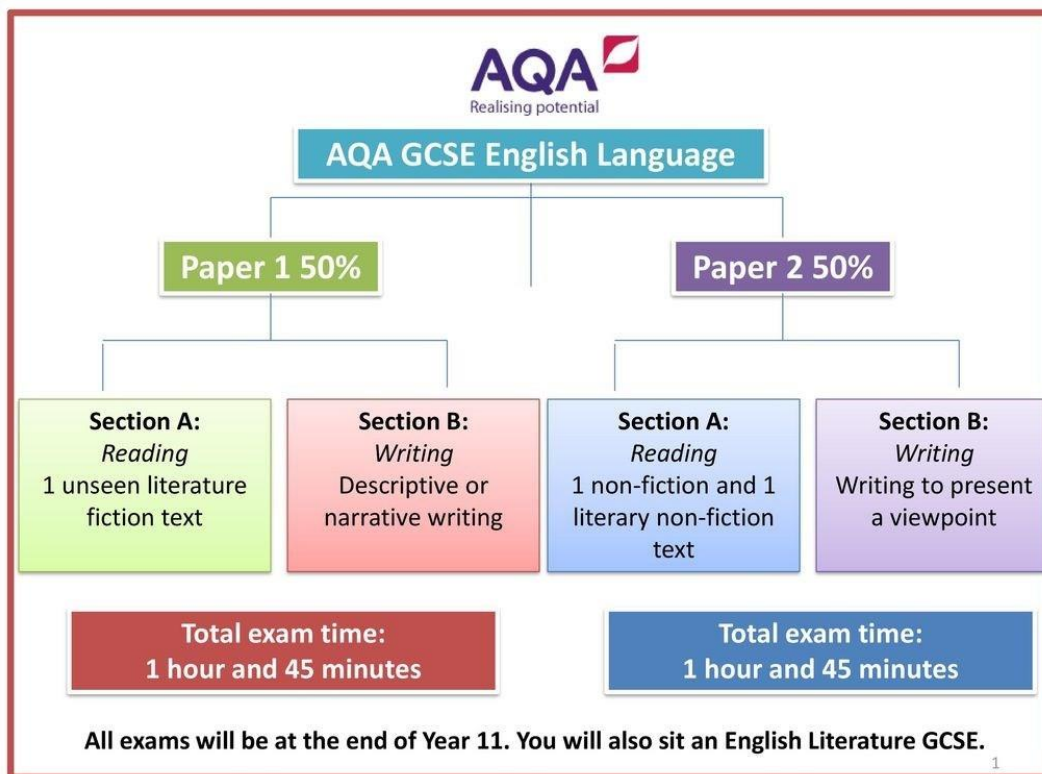 AQA
Realising potential
AQA GCSE English Language
Paper 1 50%
Paper 2 50%
Section A:
Reading
1 unseen literature
fiction text
Section B:
Writing
Descriptive or
narrative writing
Section A:
Reading
1 non-fiction and 1
literary non-fiction
text
Section B:
Writing
Writing to present
a viewpoint
Total exam time:
1 hour and 45 minutes
Total exam time:
1 hour and 45 minutes
All exams will be at the end of Year 11. You will also sit an English Literature GCSE.
1